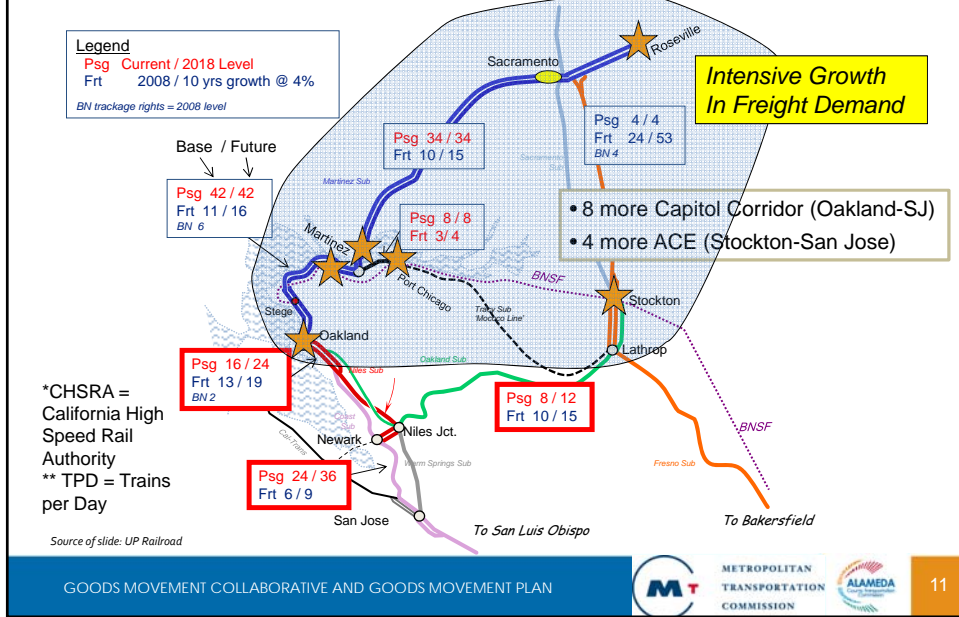 Legend
Psg Current / 2018 Level
Frt 2008 / 10 yrs growth @ 4%
BN trackage rights = 2008 level
Roseville
Sacramento
Intensive Growth
In Freight Demand
Psg 4 / 4
Frt 24 / 53
BN 4
Psg 34 / 34
Frt 10 / 15
Sacramento
Sub
Base / Future
Martinez Sub
Psg 42 / 42
Frt 11 / 16
BN 6
Psg 8 / 8
Frt 3/ 4
• 8 more Capitol Corridor (Oakland-SJ)
• 4 more ACE (Stockton-San Jose)
Martinez
Port Chicago
BNSF
Stockton
Stege
Tracy Sub
'Mococo Line'
Oakland
Lathrop
Oakland Sub
Psg 16 / 24
Frt 13 / 19
BN 2
Niles Sub
Psg 8 / 12
Frt 10 / 15
*CHSRA =
California High
Speed Rail
Authority
** TPD = Trains
per Day
Coast
Sub
Cal-Trans
Newark
Niles Jct.
BNSF
Warm Springs Sub
Fresno Sub
Psg 24 / 36
Frt 6 / 9
San Jose
To San Luis Obispo
To Bakersfield
Source of slide: UP Railroad
GOODS MOVEMENT COLLABORATIVE AND GOODS MOVEMENT PLAN
M T
METROPOLITAN
TRANSPORTATION
COMMISSION
ALAMEDA
County Transportation
Commission
11